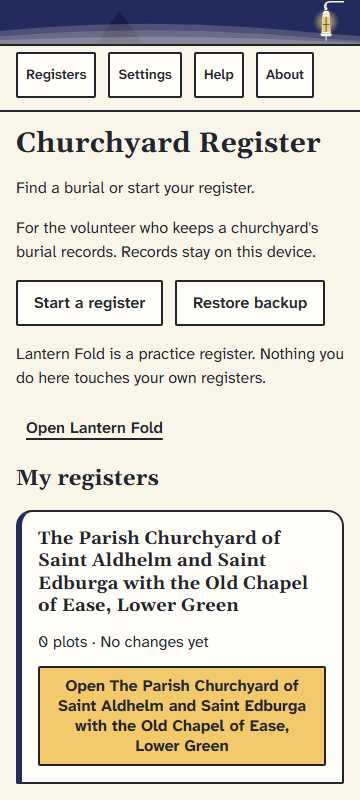 Registers
Settings
Help
About
Churchyard Register
Find a burial or start your register.
For the volunteer who keeps a churchyard's
burial records. Records stay on this device.
Start a register
Restore backup
Lantern Fold is a practice register. Nothing you
do here touches your own registers.
Open Lantern Fold
My registers
The Parish Churchyard of
Saint Aldhelm and Saint
Edburga with the Old Chapel
of Ease, Lower Green
0 plots · No changes yet
Open The Parish Churchyard of
Saint Aldhelm and Saint Edburga
with the Old Chapel of Ease,
Lower Green